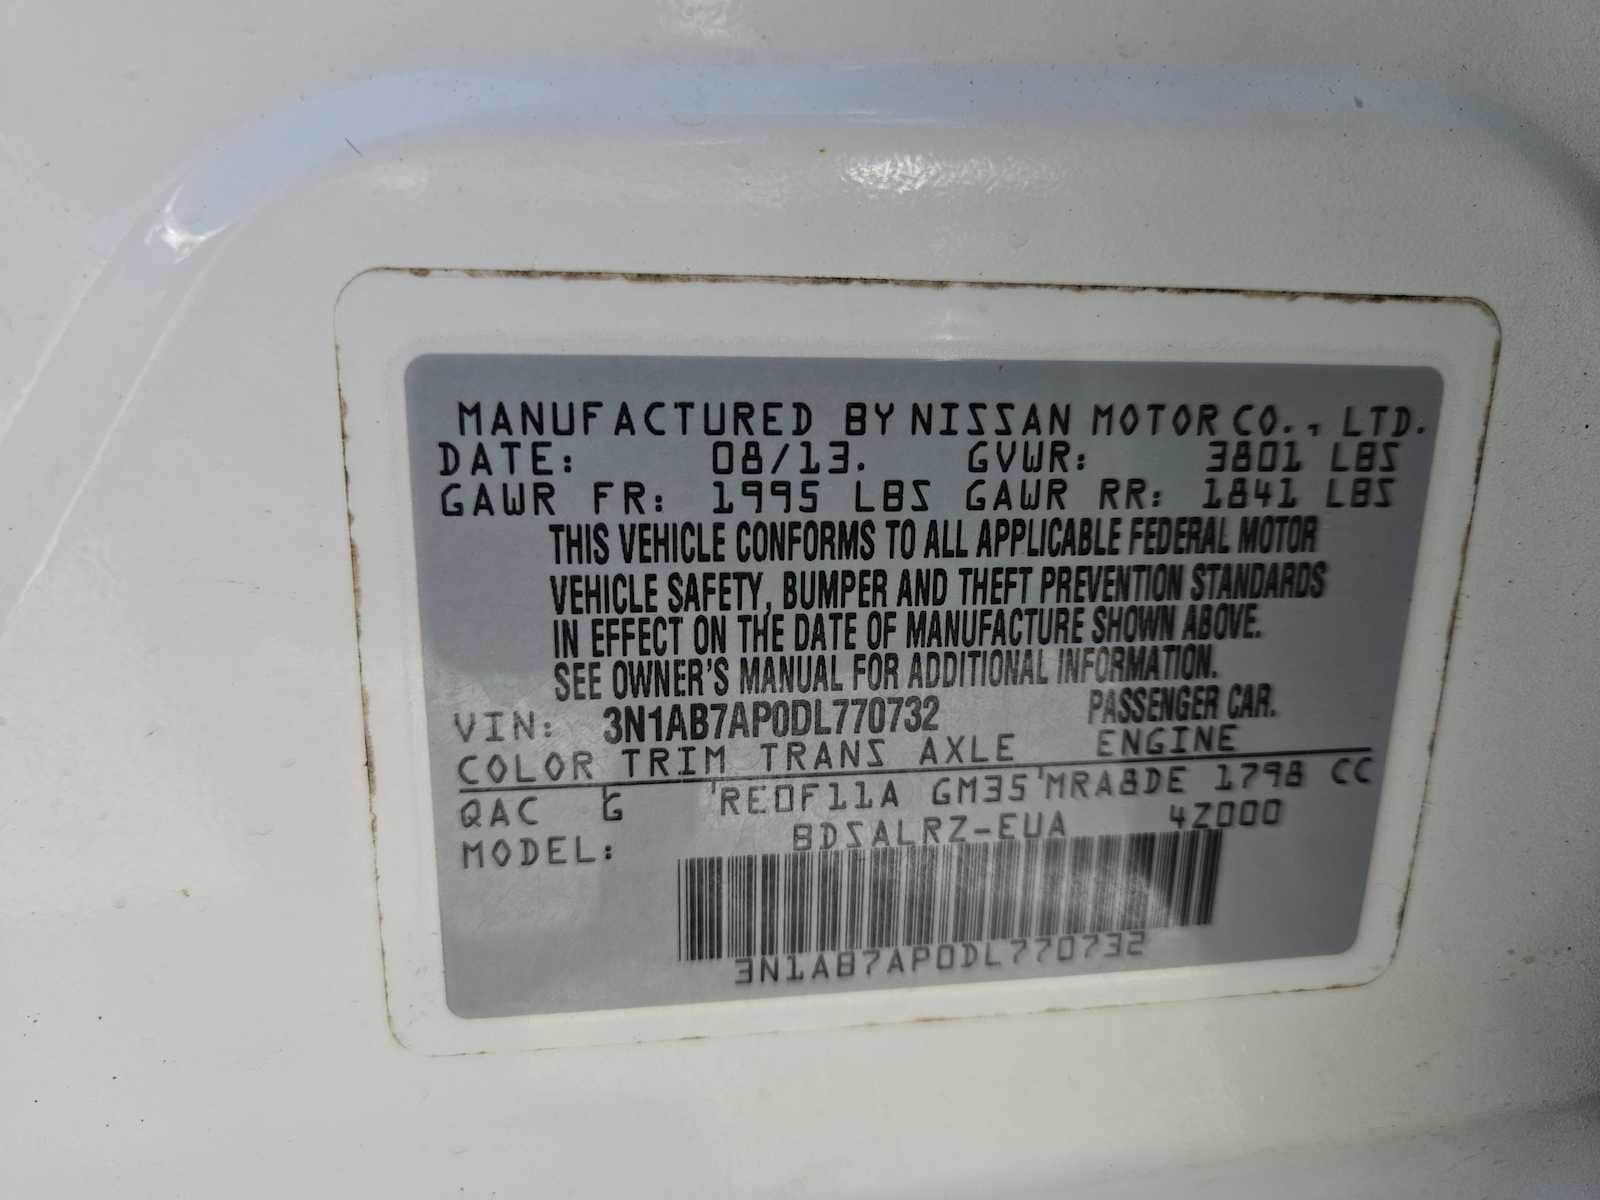 MANUFACTURED BY NISSAN MOTOR CO., LTD.
DATE: 08/13. GVWR: 3801 LBS
GAWR FR: 1995 LBS GAWR RR: 1841 LBS
THIS VEHICLE CONFORMS TO ALL APPLICABLE FEDERAL MOTOR
VEHICLE SAFETY, BUMPER AND THEFT PREVENTION STANDARDS
IN EFFECT ON THE DATE OF MANUFACTURE SHOWN ABOVE.
SEE OWNER'S MANUAL FOR ADDITIONAL INFORMATION.
VIN: 3N1AB7AP0DL770732 PASSENGER CAR.
COLOR TRIM TRANS AXLE ENGINE
QAC G RE0F11A GM35 MRA8DE 1798 CC
MODEL: BDSALRZ-EUA 4Z000
3N1AB7AP0DL770732